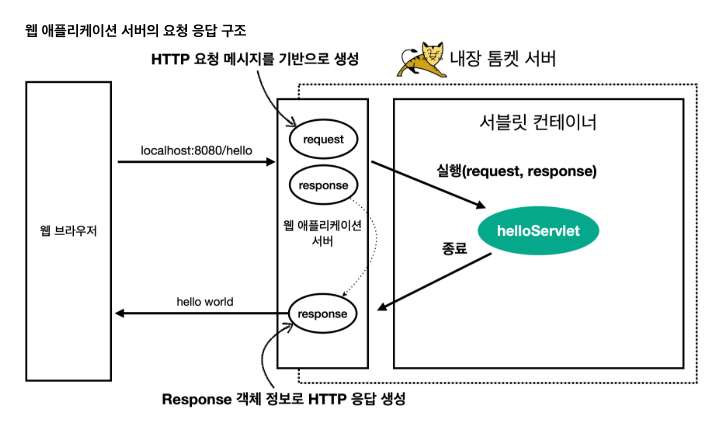 웹 애플리케이션 서버의 요청 응답 구조
HTTP 요청 메시지를 기반으로 생성
내장 톰켓 서버
서블릿 컨테이너
request
localhost:8080/hello
실행(request, response)
response
웹 애플리케이션
서버
웹 브라우저
helloServlet
종료
hello world
response
Response 객체 정보로 HTTP 응답 생성